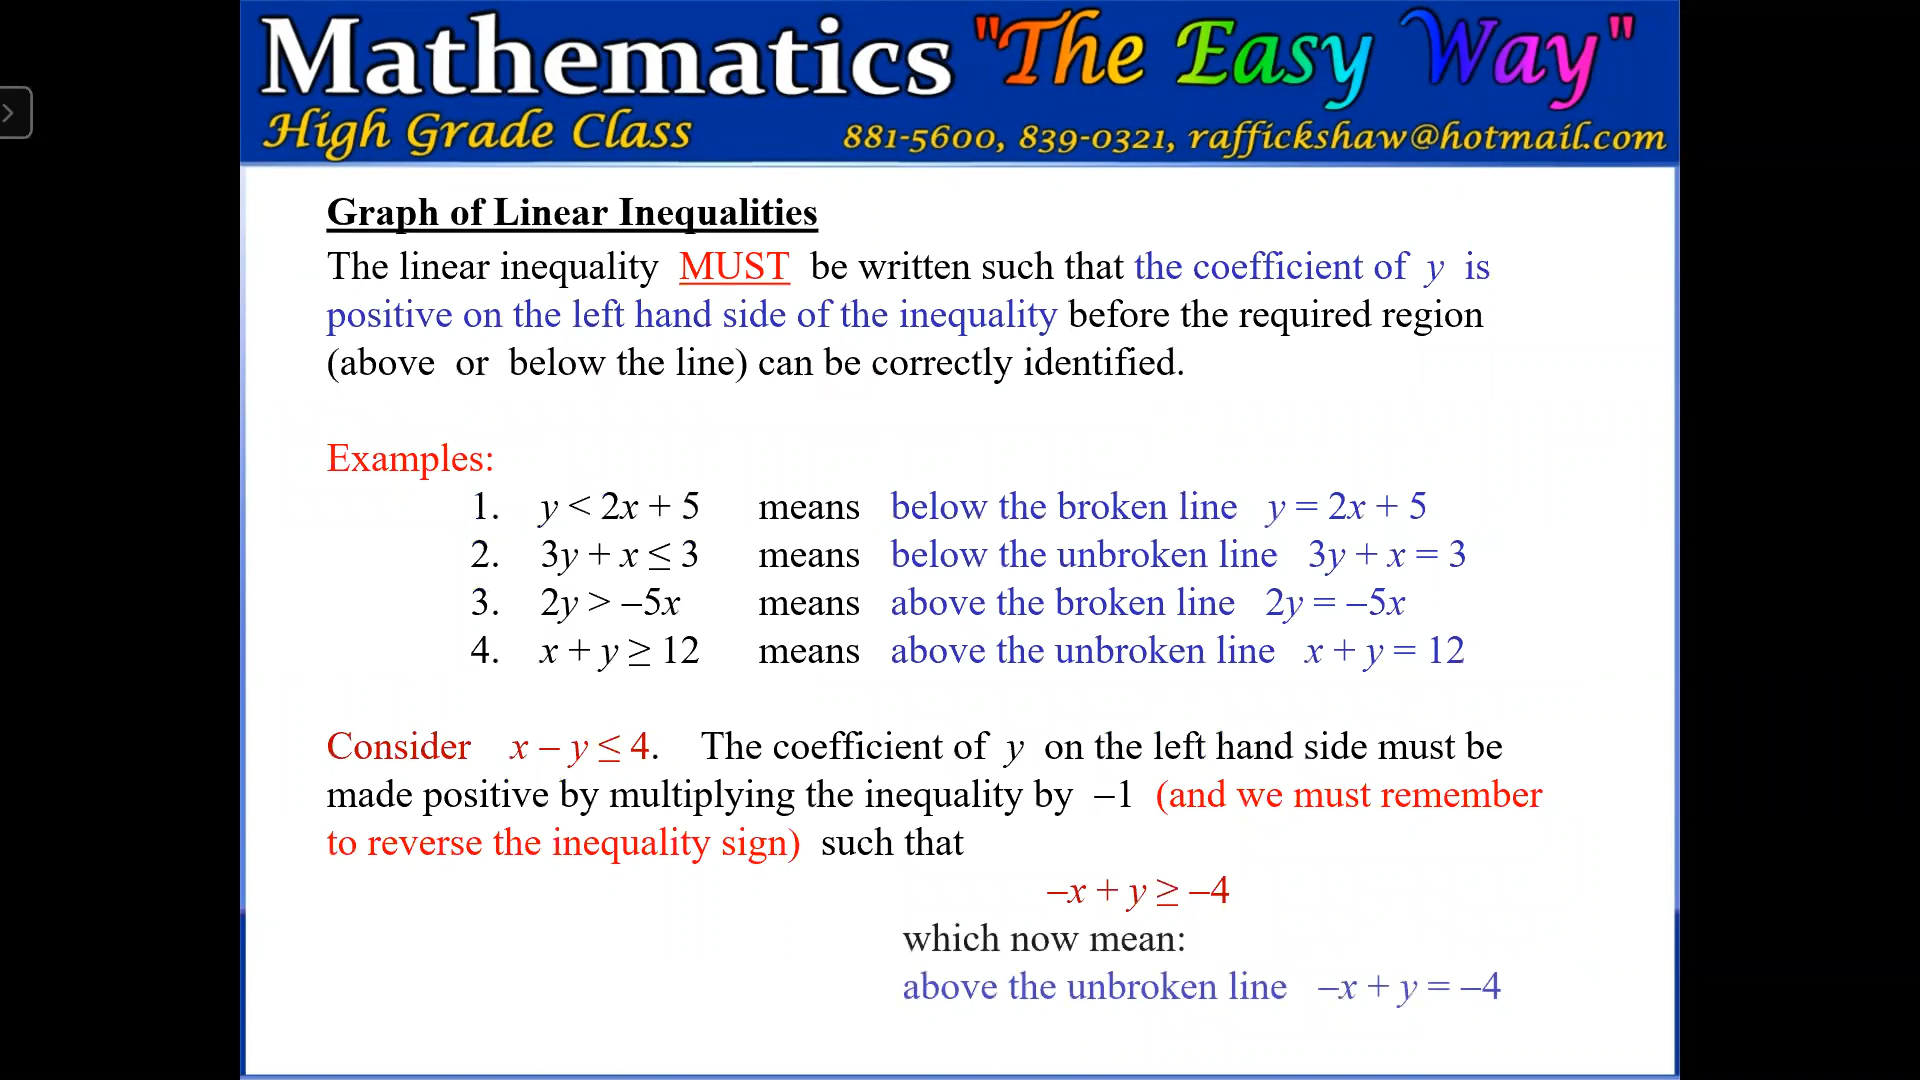 Mathematics "The Easy Way"
High Grade Class 881-5600, 839-0321, raffickshaw@hotmail.com
Graph of Linear Inequalities
The linear inequality MUST be written such that the coefficient of y is
positive on the left hand side of the inequality before the required region
(above or below the line) can be correctly identified.
Examples:
1. y < 2x + 5 means below the broken line y = 2x + 5
2. 3y + x ≤ 3 means below the unbroken line 3y + x = 3
3. 2y > –5x means above the broken line 2y = –5x
4. x + y ≥ 12 means above the unbroken line x + y = 12
Consider x – y ≤ 4. The coefficient of y on the left hand side must be
made positive by multiplying the inequality by –1 (and we must remember
to reverse the inequality sign) such that
–x + y ≥ –4
which now mean:
above the unbroken line –x + y = –4